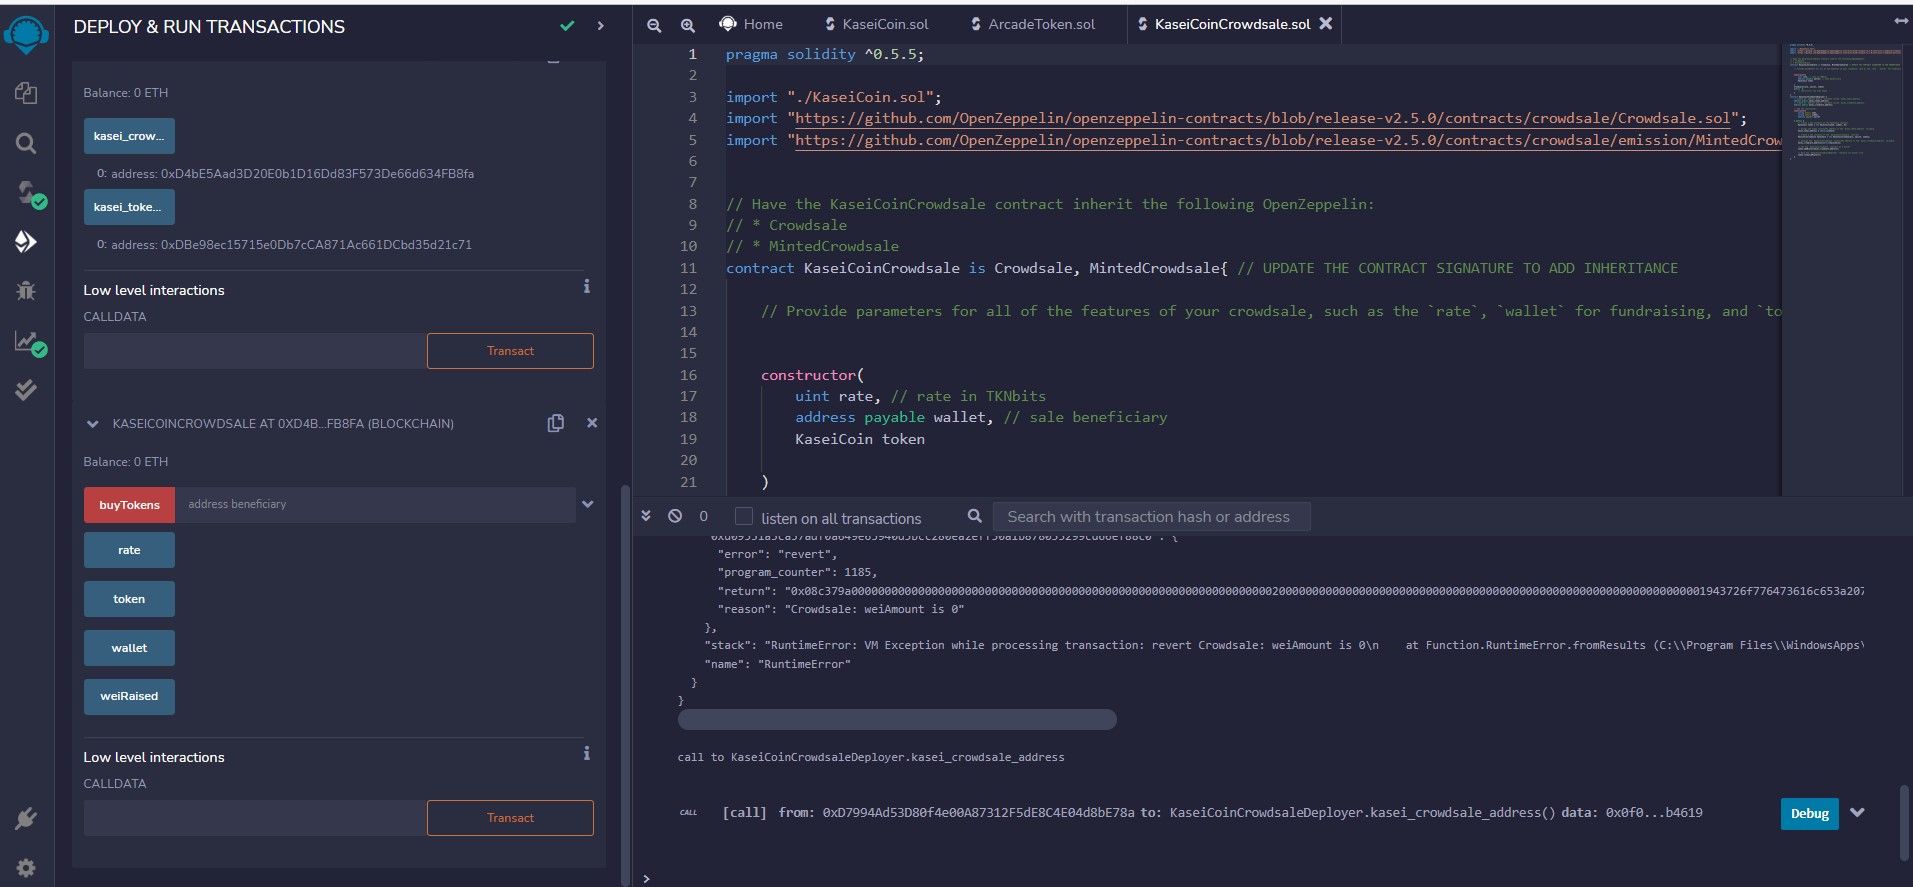 DEPLOY & RUN TRANSACTIONS
Balance: 0 ETH
kasei_crow...
0: address: 0xD4bE5Aad3D20E0b1D16Dd83F573De66d634FB8fa
kasei_toke...
0: address: 0xDBe98ec15715e0Db7cCA871Ac661DCbd35d21c71
Low level interactions
CALLDATA
Transact
KASEICOINCROWDSALE AT 0XD4B...FB8FA (BLOCKCHAIN)
Balance: 0 ETH
buyTokens address beneficiary
rate
token
wallet
weiRaised
Low level interactions
CALLDATA
Transact
Home KaseiCoin.sol ArcadeToken.sol KaseiCoinCrowdsale.sol
1 pragma solidity ^0.5.5;
2
3 import "./KaseiCoin.sol";
4 import "https://github.com/OpenZeppelin/openzeppelin-contracts/blob/release-v2.5.0/contracts/crowdsale/Crowdsale.sol";
5 import "https://github.com/OpenZeppelin/openzeppelin-contracts/blob/release-v2.5.0/contracts/crowdsale/emission/MintedCrow
6
7
8 // Have the KaseiCoinCrowdsale contract inherit the following OpenZeppelin:
9 // * Crowdsale
10 // * MintedCrowdsale
11 contract KaseiCoinCrowdsale is Crowdsale, MintedCrowdsale{ // UPDATE THE CONTRACT SIGNATURE TO ADD INHERITANCE
12
13 // Provide parameters for all of the features of your crowdsale, such as the `rate`, `wallet` for fundraising, and `to
14
15
16 constructor(
17 uint rate, // rate in TKNbits
18 address payable wallet, // sale beneficiary
19 KaseiCoin token
20
21 )
0 listen on all transactions Search with transaction hash or address
"error": "revert",
"program_counter": 1185,
"reason": "Crowdsale: weiAmount is 0"
},
"stack": "RuntimeError: VM Exception while processing transaction: revert Crowdsale: weiAmount is 0\n at Function.RuntimeError.fromResults (C:\\Program Files\\WindowsApps\
"name": "RuntimeError"
}
}
call to KaseiCoinCrowdsaleDeployer.kasei_crowdsale_address
CALL [call] from: 0xD7994Ad53D80f4e00A87312F5dE8C4E04d8bE78a to: KaseiCoinCrowdsaleDeployer.kasei_crowdsale_address() data: 0x0f0...b4619 Debug
>